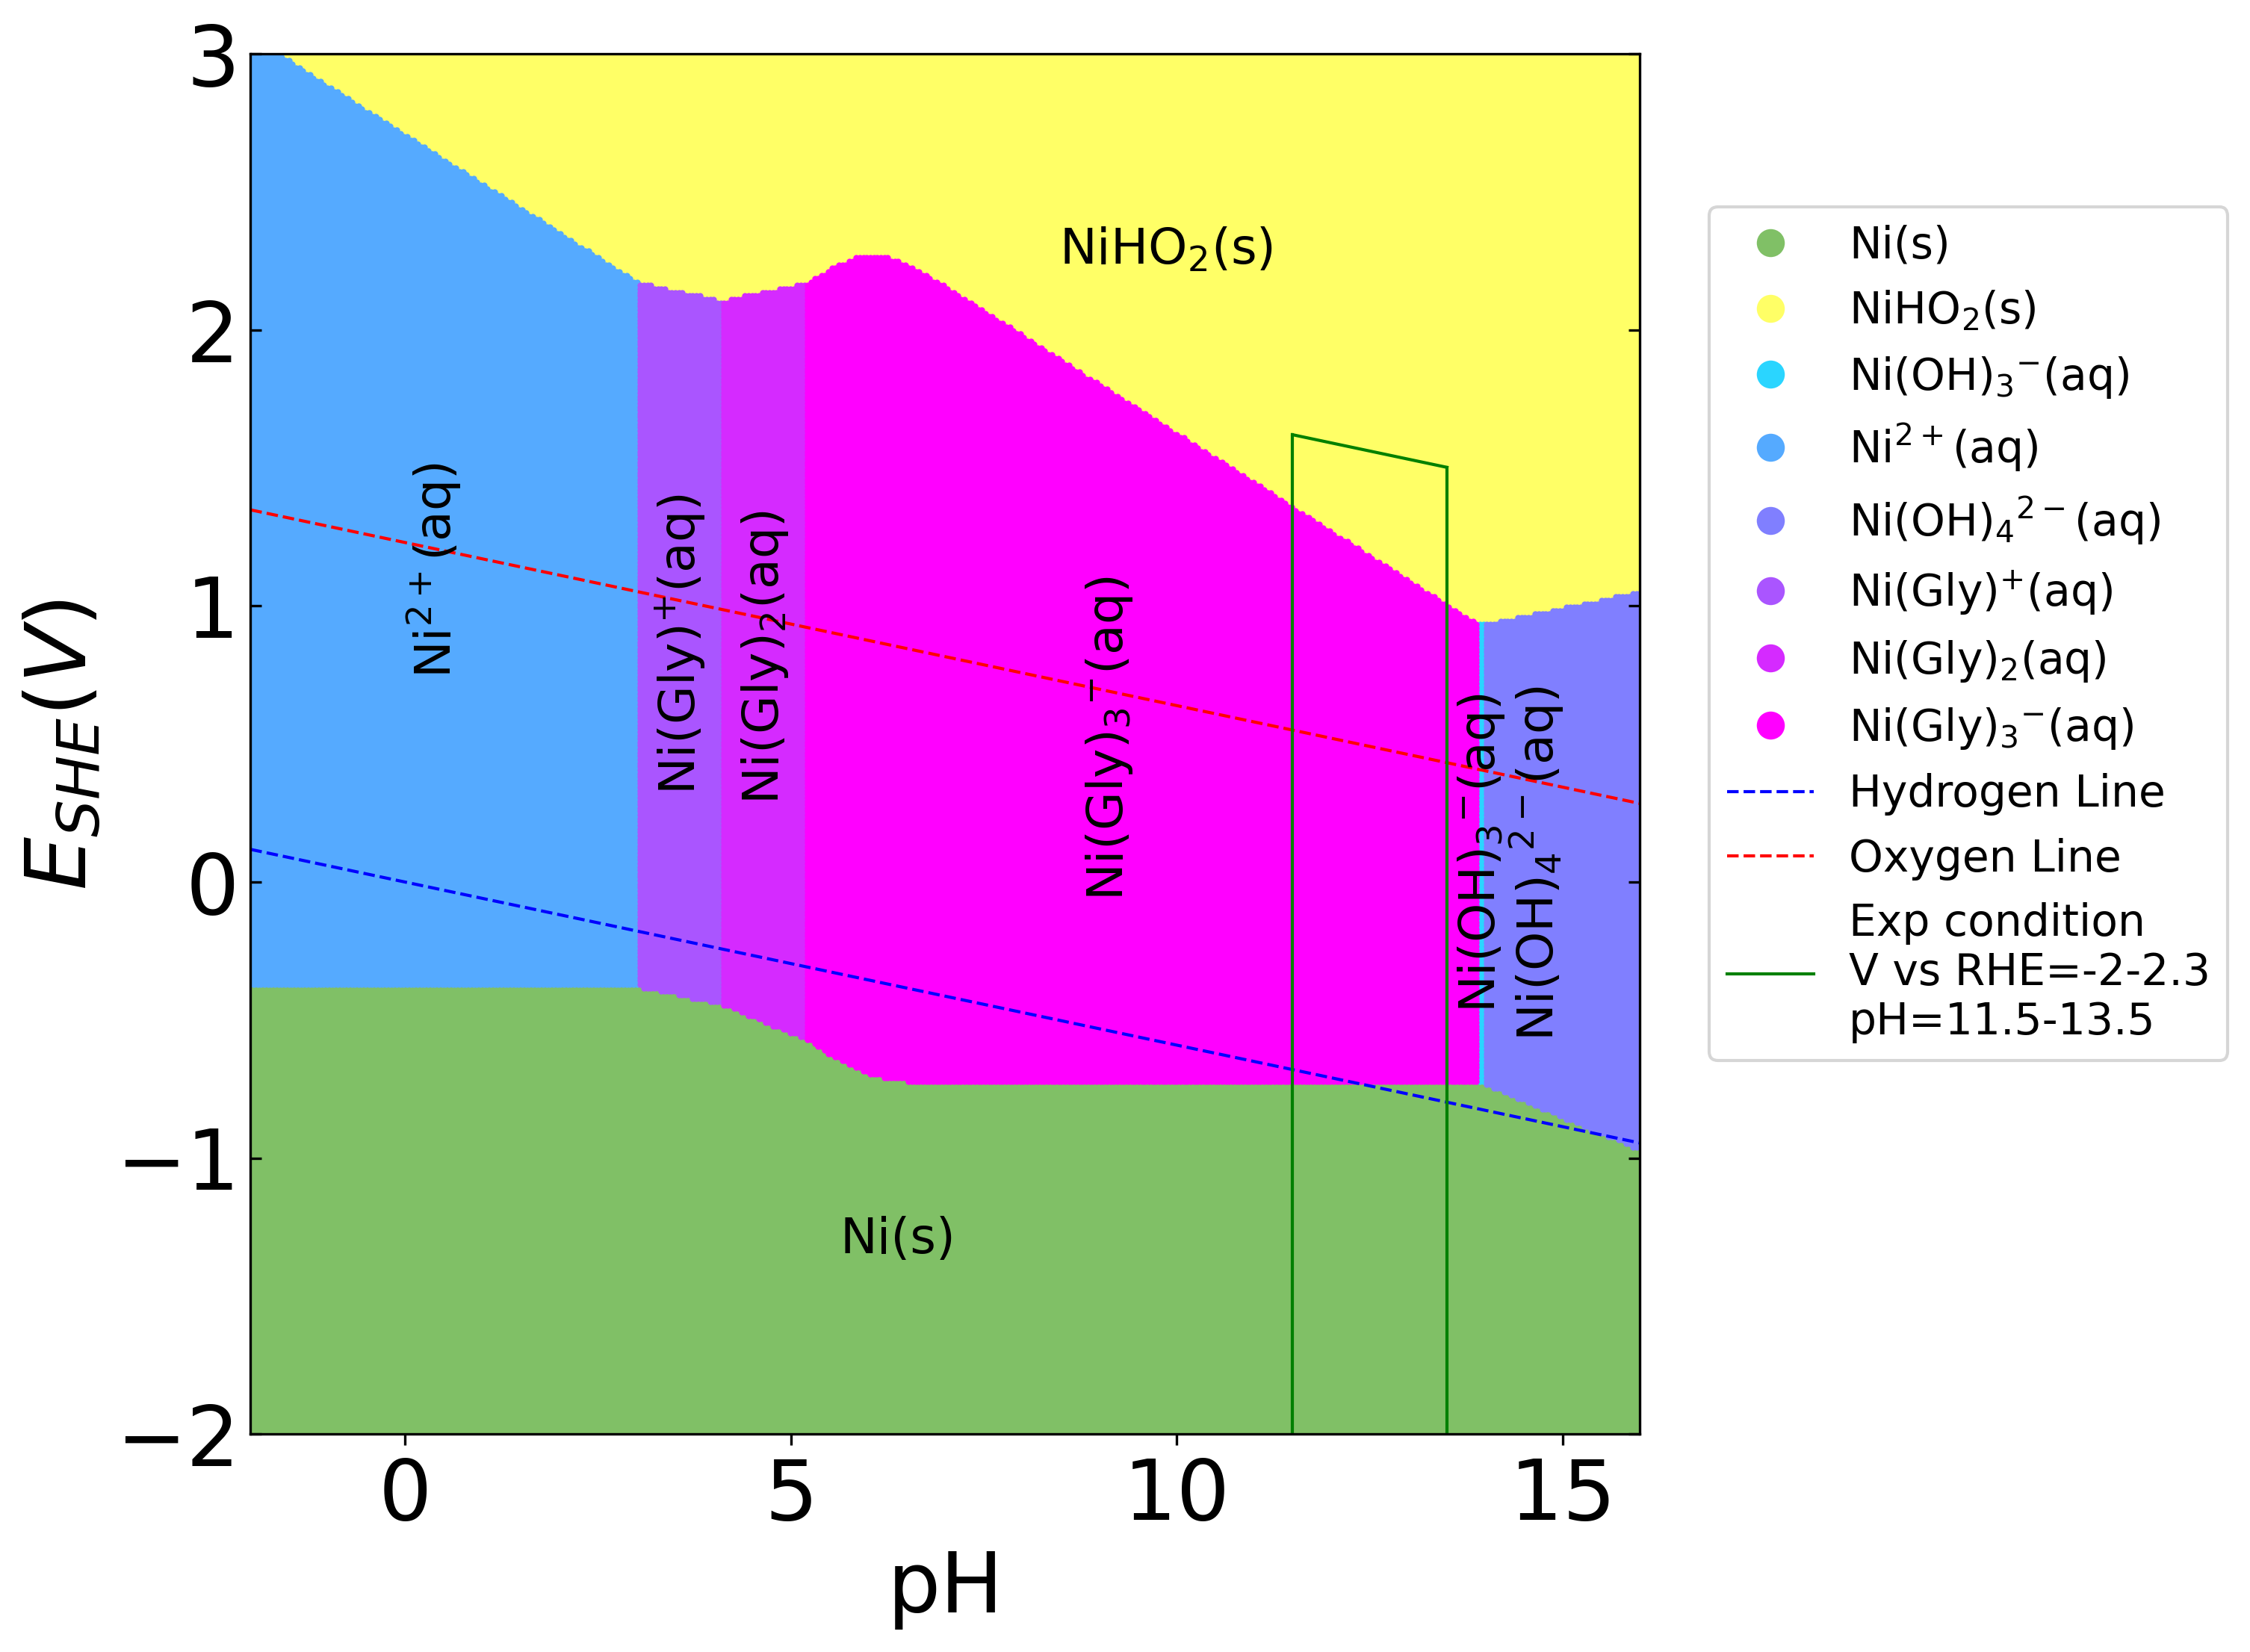 3
2
1
0
−1
−2
0
5
10
15
E_SHE(V)
pH
NiHO₂(s)
Ni²⁺(aq)
Ni(Gly)⁺(aq)
Ni(Gly)₂(aq)
Ni(Gly)₃⁻(aq)
Ni(OH)₃⁻(aq)
Ni(OH)₄²⁻(aq)
Ni(s)
Ni(s)
NiHO₂(s)
Ni(OH)₃⁻(aq)
Ni²⁺(aq)
Ni(OH)₄²⁻(aq)
Ni(Gly)⁺(aq)
Ni(Gly)₂(aq)
Ni(Gly)₃⁻(aq)
Hydrogen Line
Oxygen Line
Exp condition
V vs RHE=-2-2.3
pH=11.5-13.5